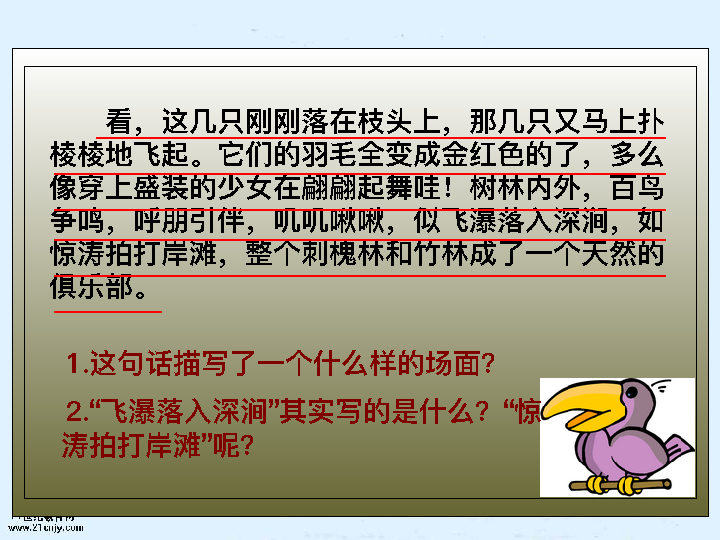 看，这几只刚刚落在枝头上，那几只又马上扑
棱棱地飞起。它们的羽毛全变成金红色的了，多么
像穿上盛装的少女在翩翩起舞哇！树林内外，百鸟
争鸣，呼朋引伴，叽叽啾啾，似飞瀑落入深涧，如
惊涛拍打岸滩，整个刺槐林和竹林成了一个天然的
俱乐部。
1.这句话描写了一个什么样的场面？
2.“飞瀑落入深涧”其实写的是什么？“惊
涛拍打岸滩”呢？
www.21cnjy.com